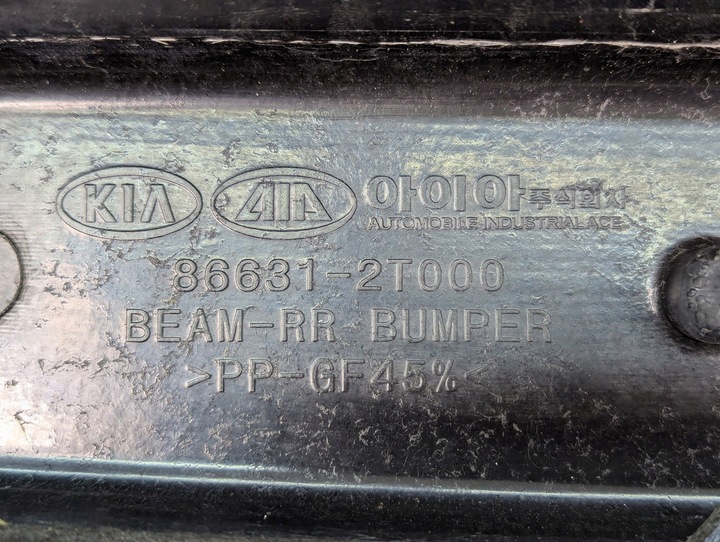 KIA AIA 아이아 주식회사
AUTOMOBILE INDUSTRIAL ACE
86631-2T000
BEAM-RR BUMPER
>PP-GF45%<